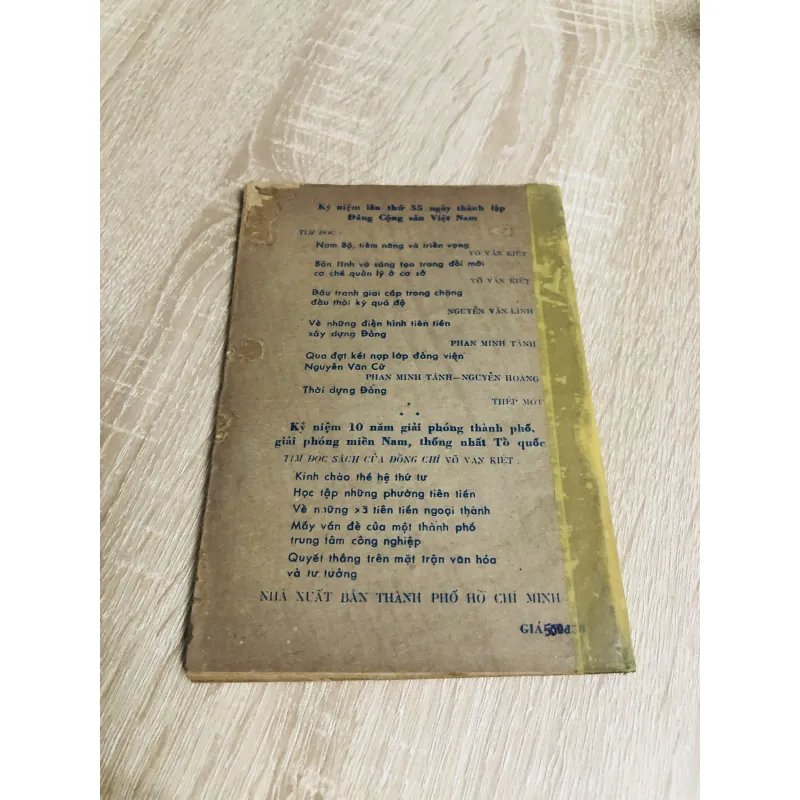 Kỷ niệm lần thứ 55 ngày thành lập
Đảng Cộng sản Việt Nam
TÌM ĐỌC :
Nam Bộ, tiềm năng và triển vọng
VÕ VĂN KIỆT
Bản lĩnh và sáng tạo trong đổi mới
cơ chế quản lý ở cơ sở
VÕ VĂN KIỆT
Đấu tranh giai cấp trong chặng
đầu thời kỳ quá độ
NGUYỄN VĂN LINH
Về những điện hình tiên tiến
xây dựng Đảng
PHAN MINH TÁNH
Qua đợt kết nạp lớp đảng viên
Nguyễn Văn Cừ
PHAN MINH TÁNH—NGUYỄN HOÀNG
Thời dựng Đảng
THÉP MỚI
Kỷ niệm 10 năm giải phóng thành phố,
giải phóng miền Nam, thống nhất Tổ quốc
TÌM ĐỌC SÁCH CỦA ĐỒNG CHÍ VÕ VĂN KIỆT :
Kính chào thế hệ thứ tư
Học tập những phường tiên tiến
Về những xã tiên tiến ngoại thành
Mấy vấn đề của một thành phố
trung tâm công nghiệp
Quyết thắng trên mặt trận văn hóa
và tư tưởng
NHÀ XUẤT BẢN THÀNH PHỐ HỒ CHÍ MINH
GIÁ